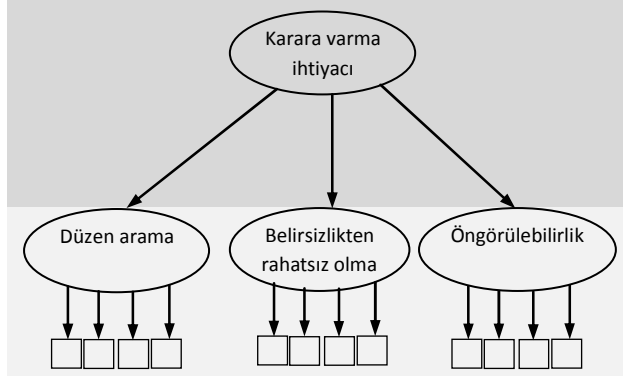 Karara varma
ihtiyacı
Düzen arama
Belirsizlikten
rahatsız olma
Öngörülebilirlik